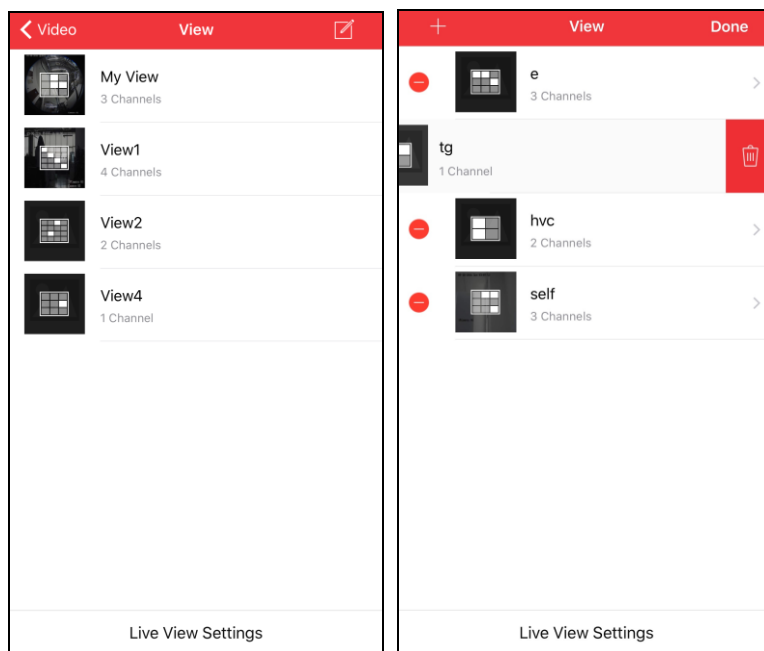 Video
View
My View
3 Channels
View1
4 Channels
View2
2 Channels
View4
1 Channel
Live View Settings
View
Done
e
3 Channels
tg
1 Channel
hvc
2 Channels
self
3 Channels
Live View Settings